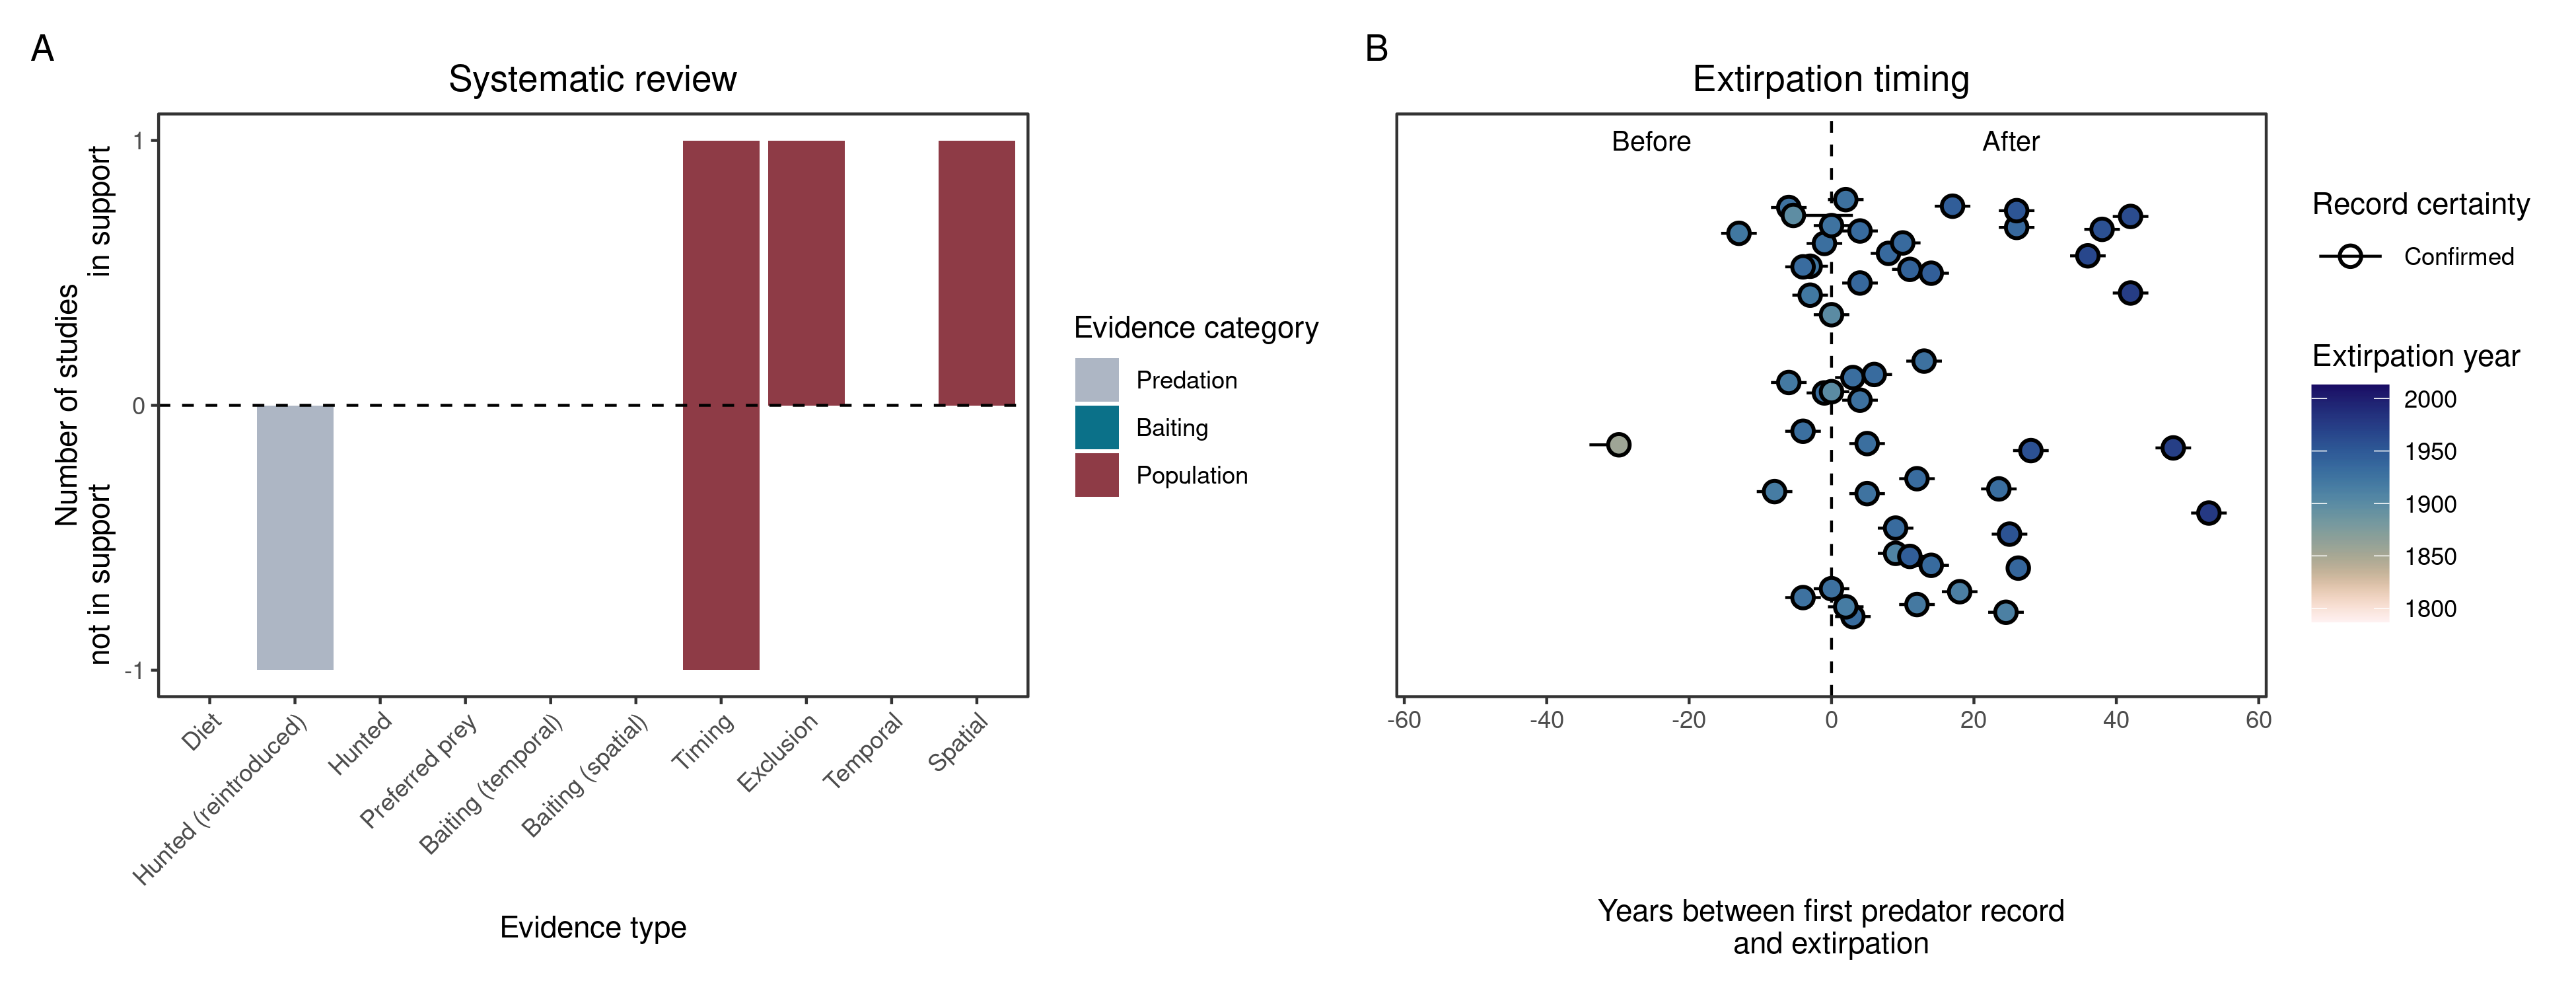 A
Systematic review
Number of studies
not in support
in support
1
0
-1
Diet
Hunted (reintroduced)
Hunted
Preferred prey
Baiting (temporal)
Baiting (spatial)
Timing
Exclusion
Temporal
Spatial
Evidence type
Evidence category
Predation
Baiting
Population
B
Extirpation timing
Before
After
-60
-40
-20
0
20
40
60
Years between first predator record
and extirpation
Record certainty
Confirmed
Extirpation year
2000
1950
1900
1850
1800